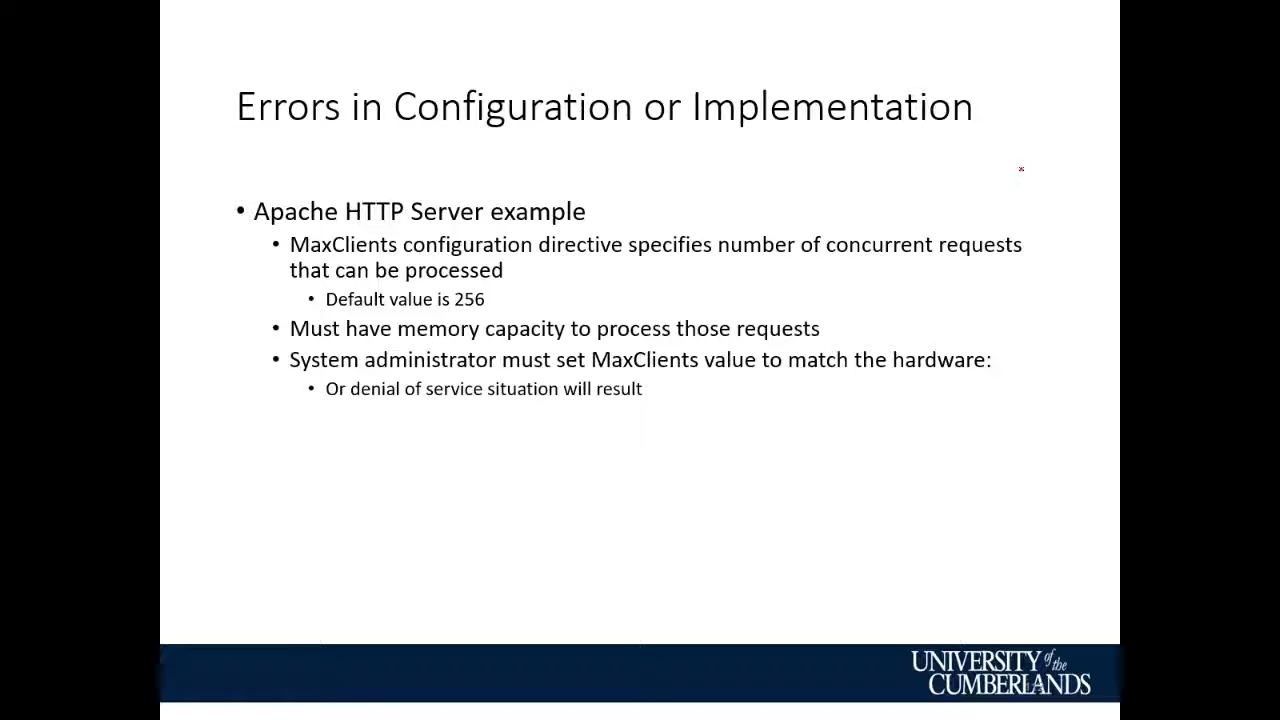 Errors in Configuration or Implementation
• Apache HTTP Server example
• MaxClients configuration directive specifies number of concurrent requests
that can be processed
• Default value is 256
• Must have memory capacity to process those requests
• System administrator must set MaxClients value to match the hardware:
• Or denial of service situation will result
UNIVERSITY of the
CUMBERLANDS